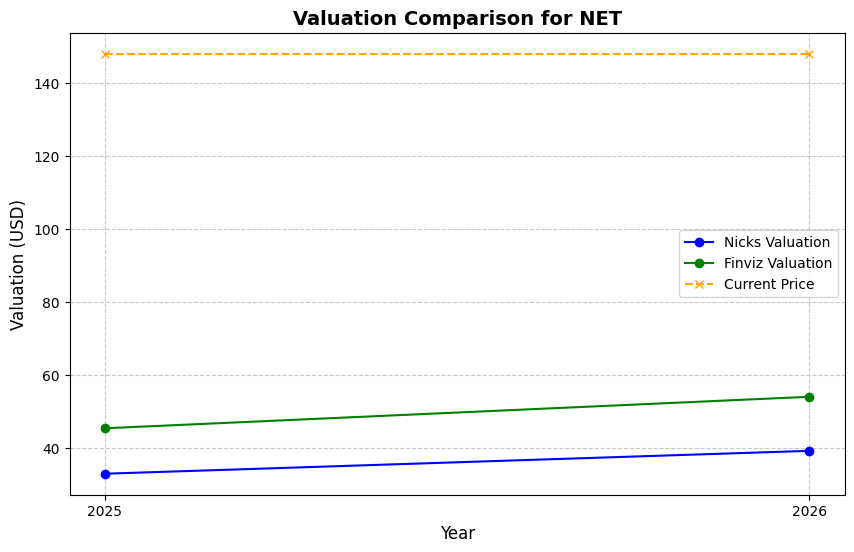 Valuation Comparison for NET
Valuation (USD)
140
120
100
80
60
40
Nicks Valuation
Finviz Valuation
Current Price
2025
2026
Year